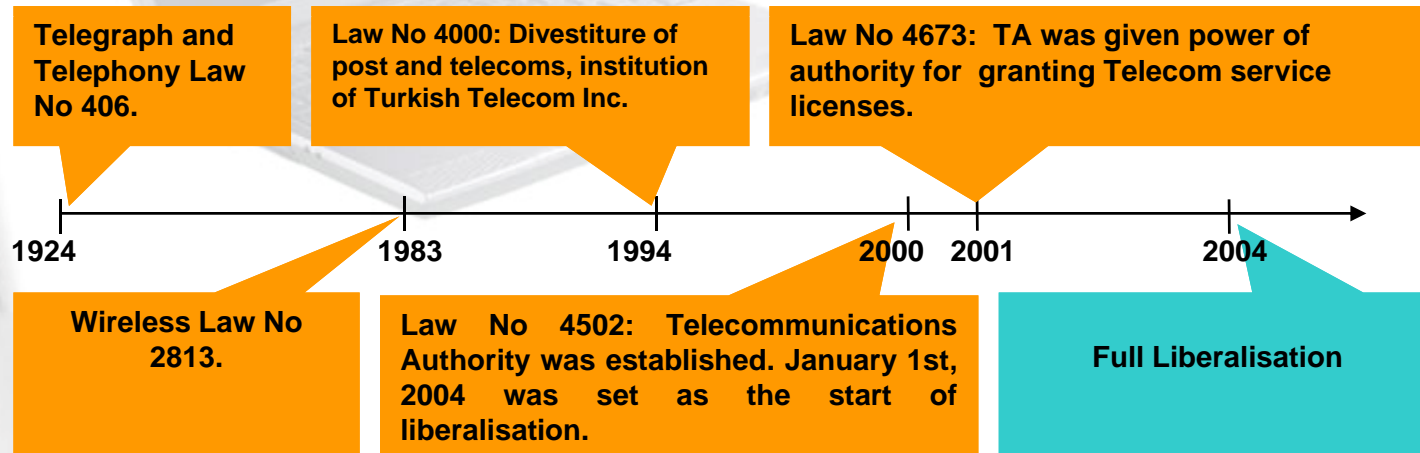 Telegraph and
Telephony Law
No 406.
Law No 4000: Divestiture of
post and telecoms, institution
of Turkish Telecom Inc.
Law No 4673: TA was given power of
authority for granting Telecom service
licenses.
1924
1983
1994
2000
2001
2004
Wireless Law No
2813.
Law No 4502: Telecommunications
Authority was established. January 1st,
2004 was set as the start of
liberalisation.
Full Liberalisation